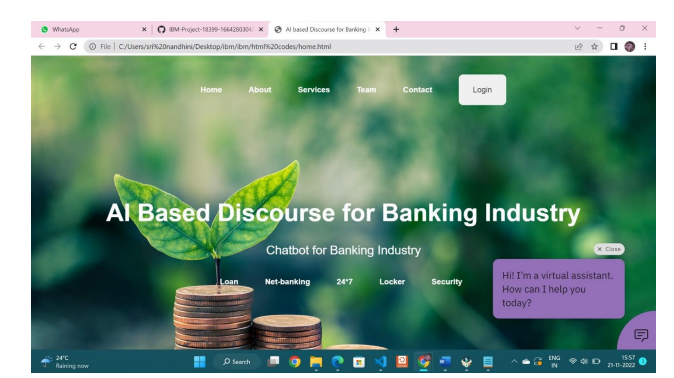 WhatsApp
IBM-Project-18399-1664280304
AI based Discourse for Banking I
File | C:/Users/sri%20nandhini/Desktop/ibm/ibm/html%20codes/home.html
Home About Services Team Contact Login
AI Based Discourse for Banking Industry
Chatbot for Banking Industry
× Close
Loan Net-banking 24*7 Locker Security
Hi! I'm a virtual assistant.
How can I help you
today?
24°C
Raining now
Search
ENG
IN
15:57
21-11-2022
1